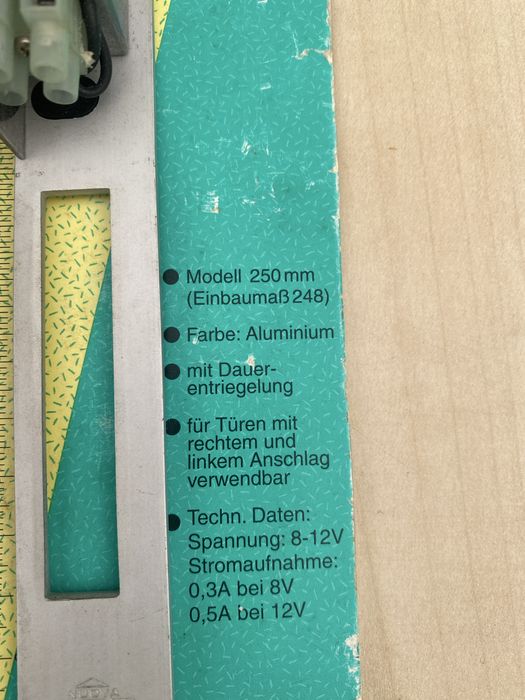 ● Modell 250 mm
(Einbaumaß 248)
● Farbe: Aluminium
● mit Dauer-
entriegelung
● für Türen mit
rechtem und
linkem Anschlag
verwendbar
● Techn. Daten:
Spannung: 8-12V
Stromaufnahme:
0,3A bei 8V
0,5A bei 12V